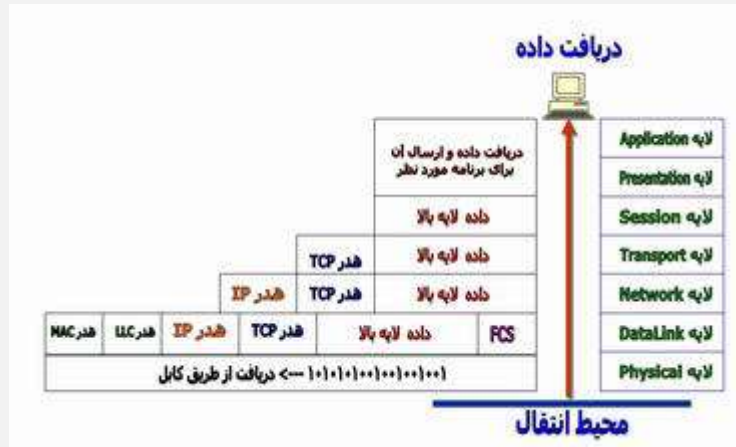 دریافت داده
لایه Application
دریافت داده و ارسال آن
برای برنامه مورد نظر
لایه Presentation
داده لایه بالا
لایه Session
هدر TCP
داده لایه بالا
لایه Transport
هدر IP
هدر TCP
داده لایه بالا
لایه Network
هدر MAC
هدر LLC
هدر IP
هدر TCP
داده لایه بالا
FCS
لایه DataLink
۱۰۱۰۱۰۱۰۰۱۰۰۱۰۰۱۰۰۱ ---> دریافت از طریق کابل
لایه Physical
محیط انتقال